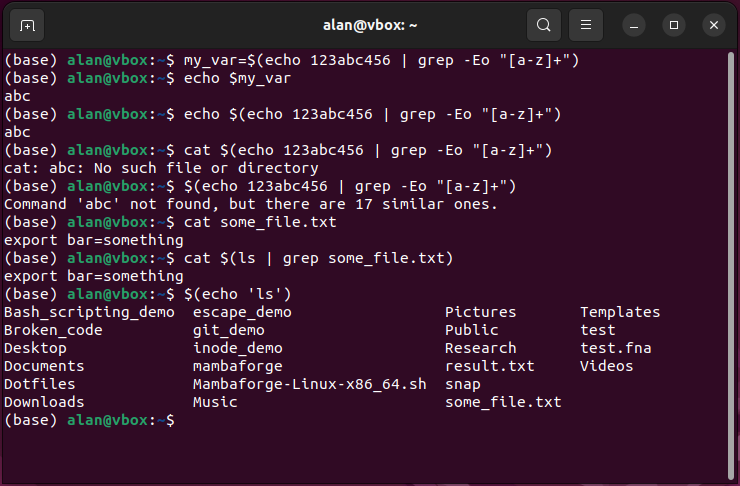 alan@vbox: ~
(base) alan@vbox:~$ my_var=$(echo 123abc456 | grep -Eo "[a-z]+")
(base) alan@vbox:~$ echo $my_var
abc
(base) alan@vbox:~$ echo $(echo 123abc456 | grep -Eo "[a-z]+")
abc
(base) alan@vbox:~$ cat $(echo 123abc456 | grep -Eo "[a-z]+")
cat: abc: No such file or directory
(base) alan@vbox:~$ $(echo 123abc456 | grep -Eo "[a-z]+")
Command 'abc' not found, but there are 17 similar ones.
(base) alan@vbox:~$ cat some_file.txt
export bar=something
(base) alan@vbox:~$ cat $(ls | grep some_file.txt)
export bar=something
(base) alan@vbox:~$ $(echo 'ls')
Bash_scripting_demo  escape_demo                 Pictures       Templates
Broken_code          git_demo                    Public         test
Desktop              inode_demo                  Research       test.fna
Documents            mambaforge                  result.txt     Videos
Dotfiles             Mambaforge-Linux-x86_64.sh  snap
Downloads            Music                       some_file.txt
(base) alan@vbox:~$